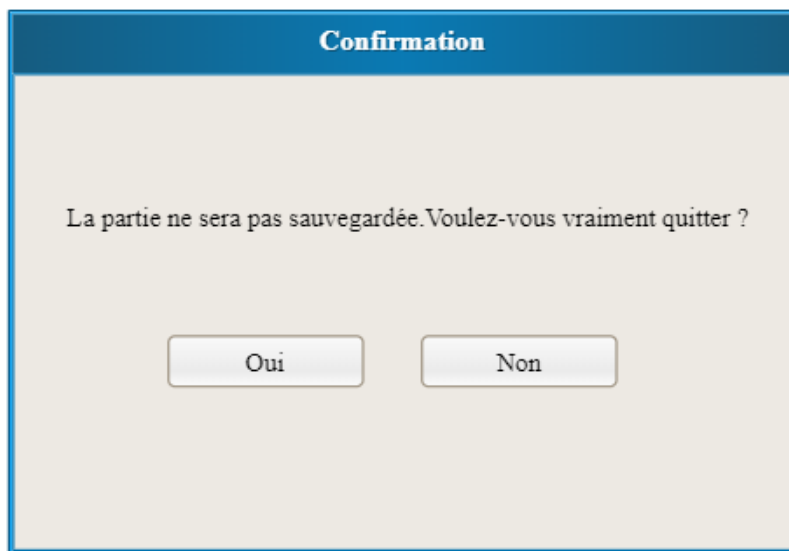 Confirmation
La partie ne sera pas sauvegardée.Voulez-vous vraiment quitter ?
Oui
Non